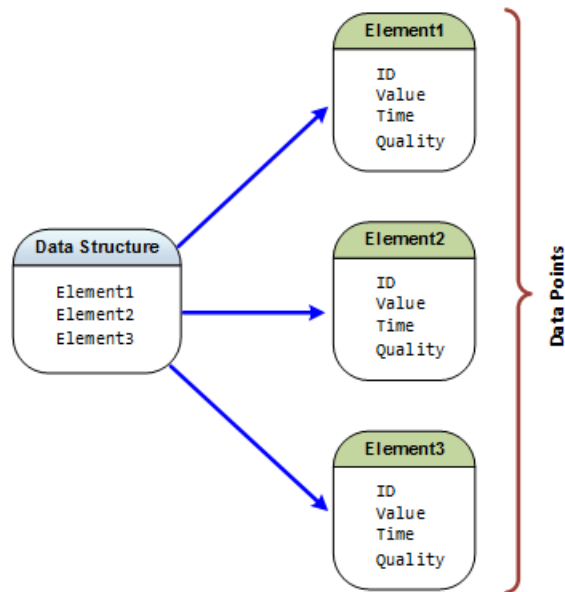 Element1
ID
Value
Time
Quality
Data Structure
Element1
Element2
Element3
Element2
ID
Value
Time
Quality
Element3
ID
Value
Time
Quality
Data Points